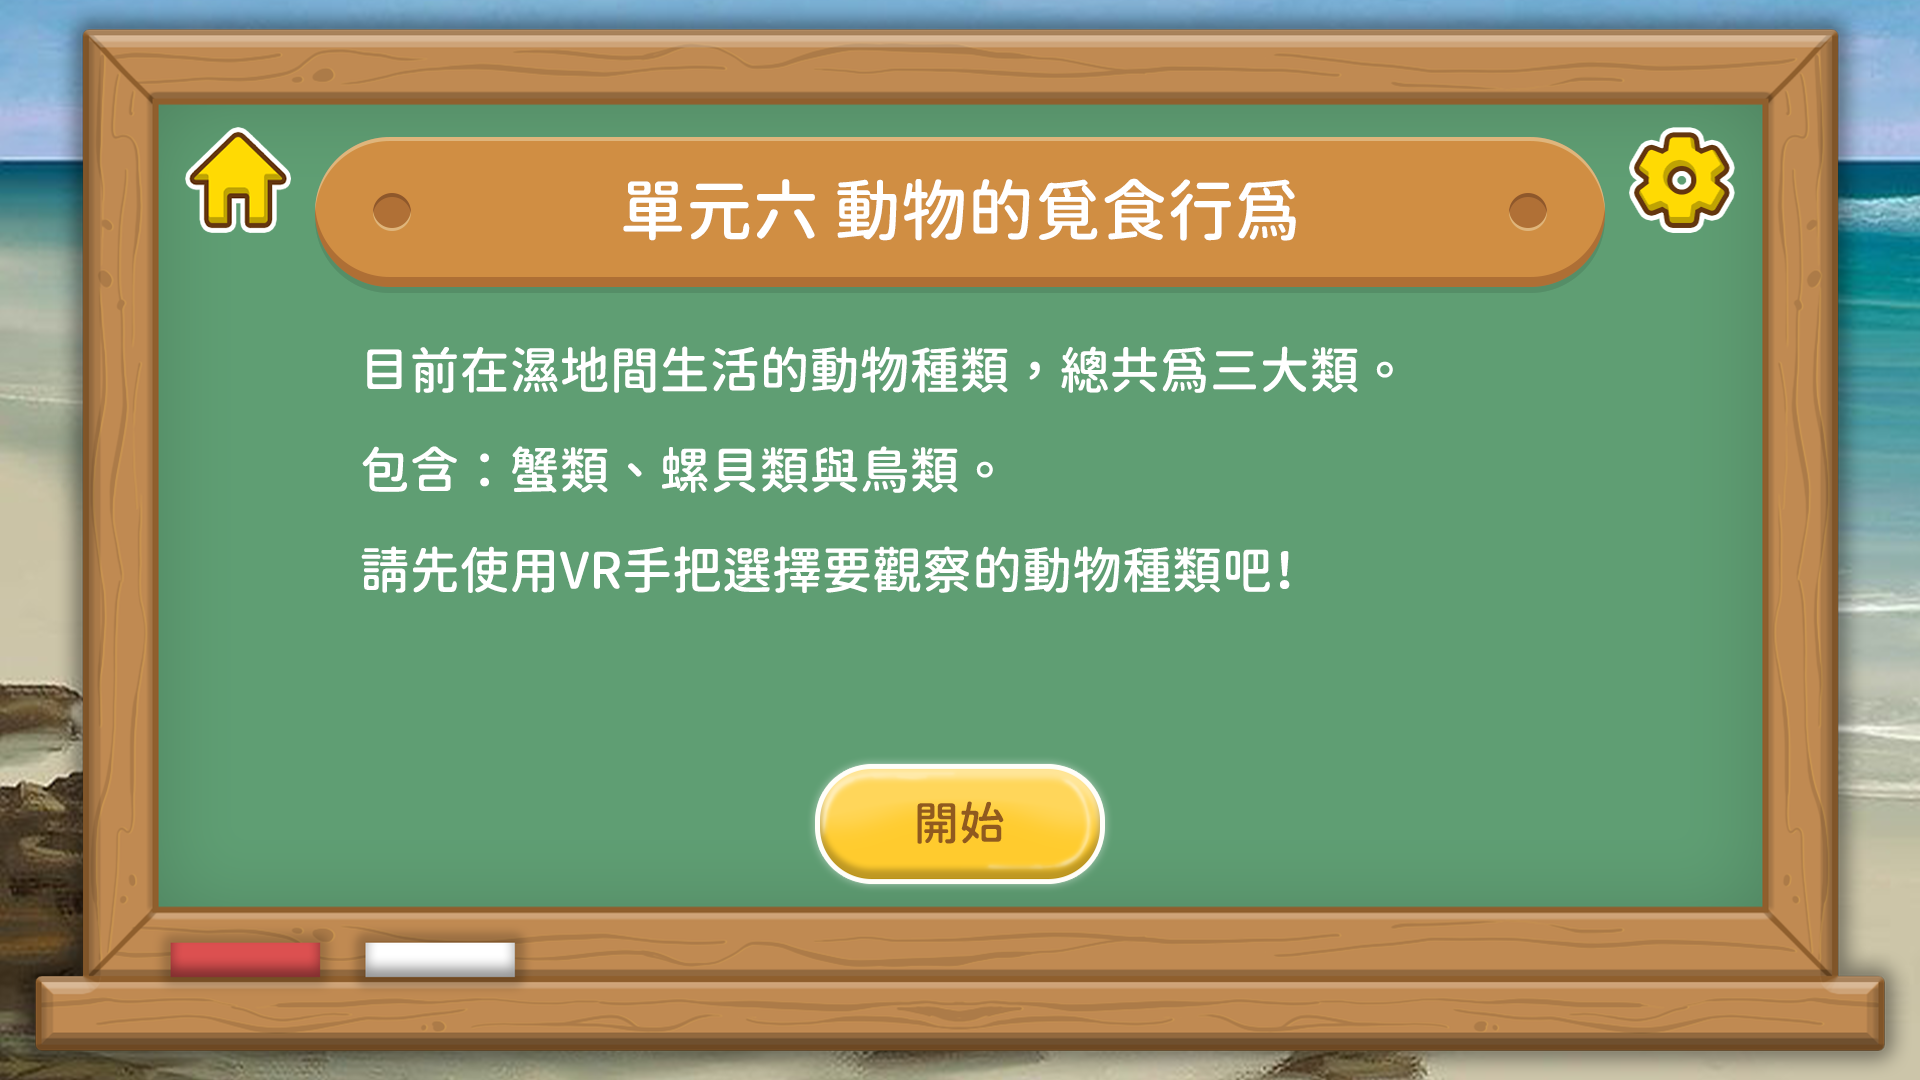 單元六 動物的覓食行爲
目前在濕地間生活的動物種類，總共爲三大類。
包含：蟹類、螺貝類與鳥類。
請先使用VR手把選擇要觀察的動物種類吧！
開始